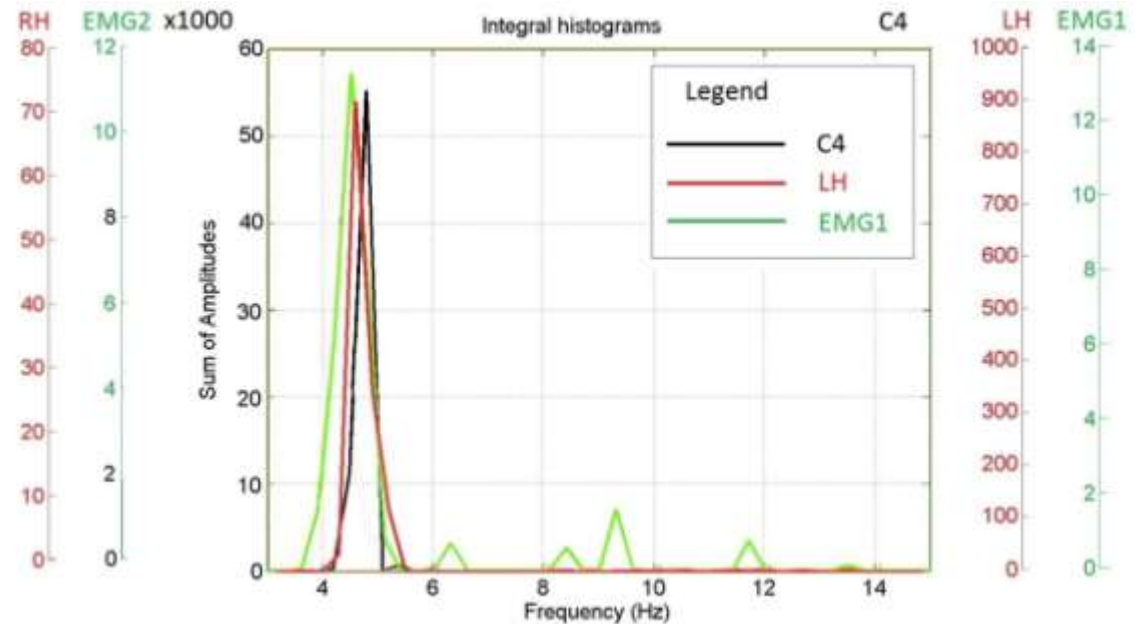 RH EMG2 x1000 Integral histograms C4 LH EMG1
80 12 60 1000 14
70 10 50 900 12
60 8 40 800 10
50 6 30 700 8
40 4 20 600 6
30 2 10 500 4
20 0 0 400 2
10 300 0
0 200
100
0
Sum of Amplitudes
Legend
C4
LH
EMG1
4 6 8 10 12 14
Frequency (Hz)